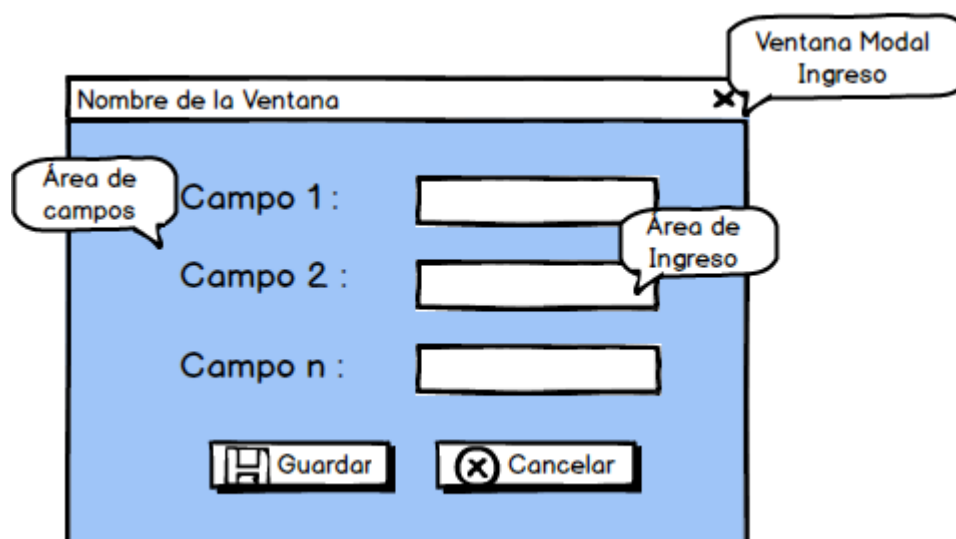 Ventana Modal
Ingreso
Nombre de la Ventana
Área de
campos
Campo 1 :
Área de
Ingreso
Campo 2 :
Campo n :
Guardar
Cancelar